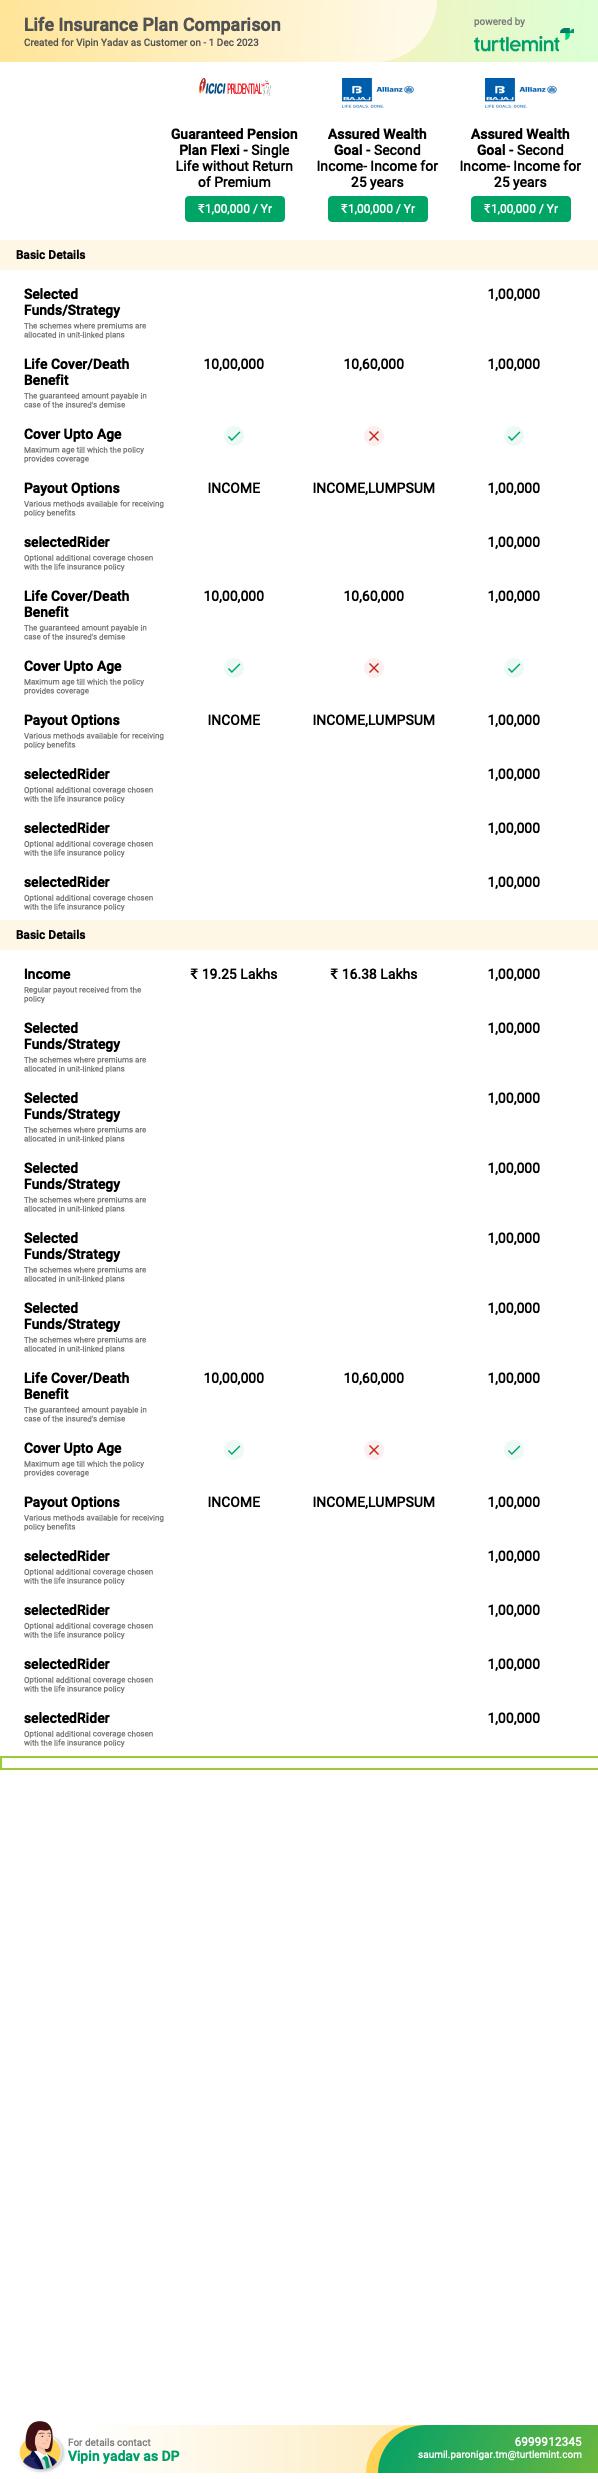 Life Insurance Plan Comparison
Created for Vipin Yadav as Customer on - 1 Dec 2023
powered by
turtlemint
ICICI PRUDENTIAL
BAJAJ Allianz
LIFE GOALS. DONE.
BAJAJ Allianz
LIFE GOALS. DONE.
Guaranteed Pension
Plan Flexi - Single
Life without Return
of Premium
₹1,00,000 / Yr
Assured Wealth
Goal - Second
Income- Income for
25 years
₹1,00,000 / Yr
Assured Wealth
Goal - Second
Income- Income for
25 years
₹1,00,000 / Yr
Basic Details
Selected
Funds/Strategy
The schemes where premiums are
allocated in unit-linked plans
1,00,000
Life Cover/Death
Benefit
The guaranteed amount payable in
case of the insured's demise
10,00,000 10,60,000 1,00,000
Cover Upto Age
Maximum age till which the policy
provides coverage
Payout Options
Various methods available for receiving
policy benefits
INCOME INCOME,LUMPSUM 1,00,000
selectedRider
Optional additional coverage chosen
with the life insurance policy
1,00,000
Life Cover/Death
Benefit
The guaranteed amount payable in
case of the insured's demise
10,00,000 10,60,000 1,00,000
Cover Upto Age
Maximum age till which the policy
provides coverage
Payout Options
Various methods available for receiving
policy benefits
INCOME INCOME,LUMPSUM 1,00,000
selectedRider
Optional additional coverage chosen
with the life insurance policy
1,00,000
selectedRider
Optional additional coverage chosen
with the life insurance policy
1,00,000
selectedRider
Optional additional coverage chosen
with the life insurance policy
1,00,000
Basic Details
Income
Regular payout received from the
policy
₹ 19.25 Lakhs ₹ 16.38 Lakhs 1,00,000
Selected
Funds/Strategy
The schemes where premiums are
allocated in unit-linked plans
1,00,000
Selected
Funds/Strategy
The schemes where premiums are
allocated in unit-linked plans
1,00,000
Selected
Funds/Strategy
The schemes where premiums are
allocated in unit-linked plans
1,00,000
Selected
Funds/Strategy
The schemes where premiums are
allocated in unit-linked plans
1,00,000
Selected
Funds/Strategy
The schemes where premiums are
allocated in unit-linked plans
1,00,000
Life Cover/Death
Benefit
The guaranteed amount payable in
case of the insured's demise
10,00,000 10,60,000 1,00,000
Cover Upto Age
Maximum age till which the policy
provides coverage
Payout Options
Various methods available for receiving
policy benefits
INCOME INCOME,LUMPSUM 1,00,000
selectedRider
Optional additional coverage chosen
with the life insurance policy
1,00,000
selectedRider
Optional additional coverage chosen
with the life insurance policy
1,00,000
selectedRider
Optional additional coverage chosen
with the life insurance policy
1,00,000
selectedRider
Optional additional coverage chosen
with the life insurance policy
1,00,000
For details contact
Vipin yadav as DP
6999912345
saumil.paronigar.tm@turtlemint.com